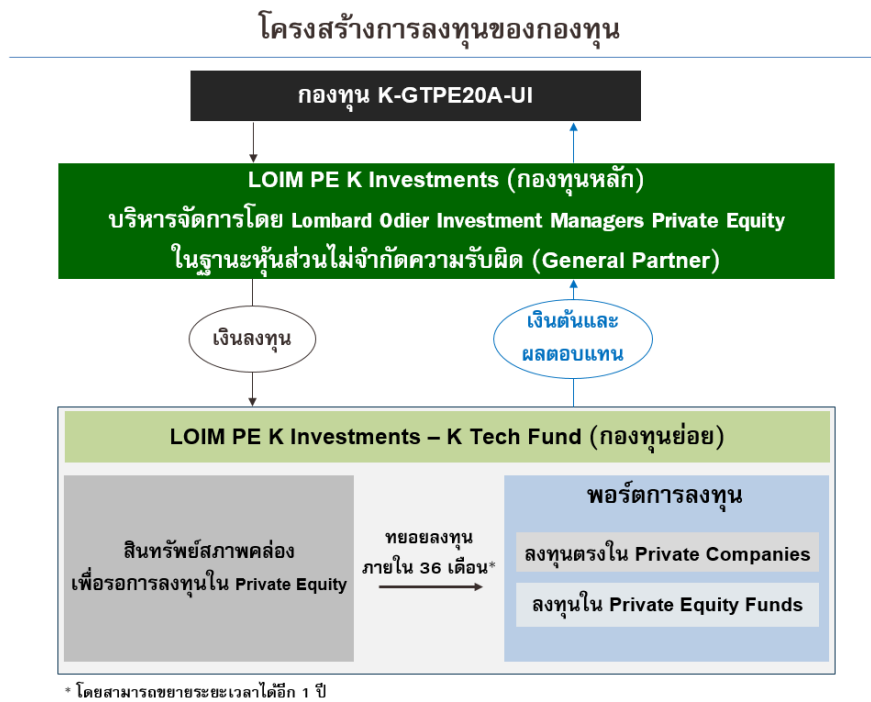 โครงสร้างการลงทุนของกองทุน
กองทุน K-GTPE20A-UI
LOIM PE K Investments (กองทุนหลัก)
บริหารจัดการโดย Lombard Odier Investment Managers Private Equity
ในฐานะหุ้นส่วนไม่จำกัดความรับผิด (General Partner)
เงินลงทุน
เงินต้นและ
ผลตอบแทน
LOIM PE K Investments – K Tech Fund (กองทุนย่อย)
สินทรัพย์สภาพคล่อง
เพื่อรอการลงทุนใน Private Equity
ทยอยลงทุน
ภายใน 36 เดือน*
พอร์ตการลงทุน
ลงทุนตรงใน Private Companies
ลงทุนใน Private Equity Funds
* โดยสามารถขยายระยะเวลาได้อีก 1 ปี